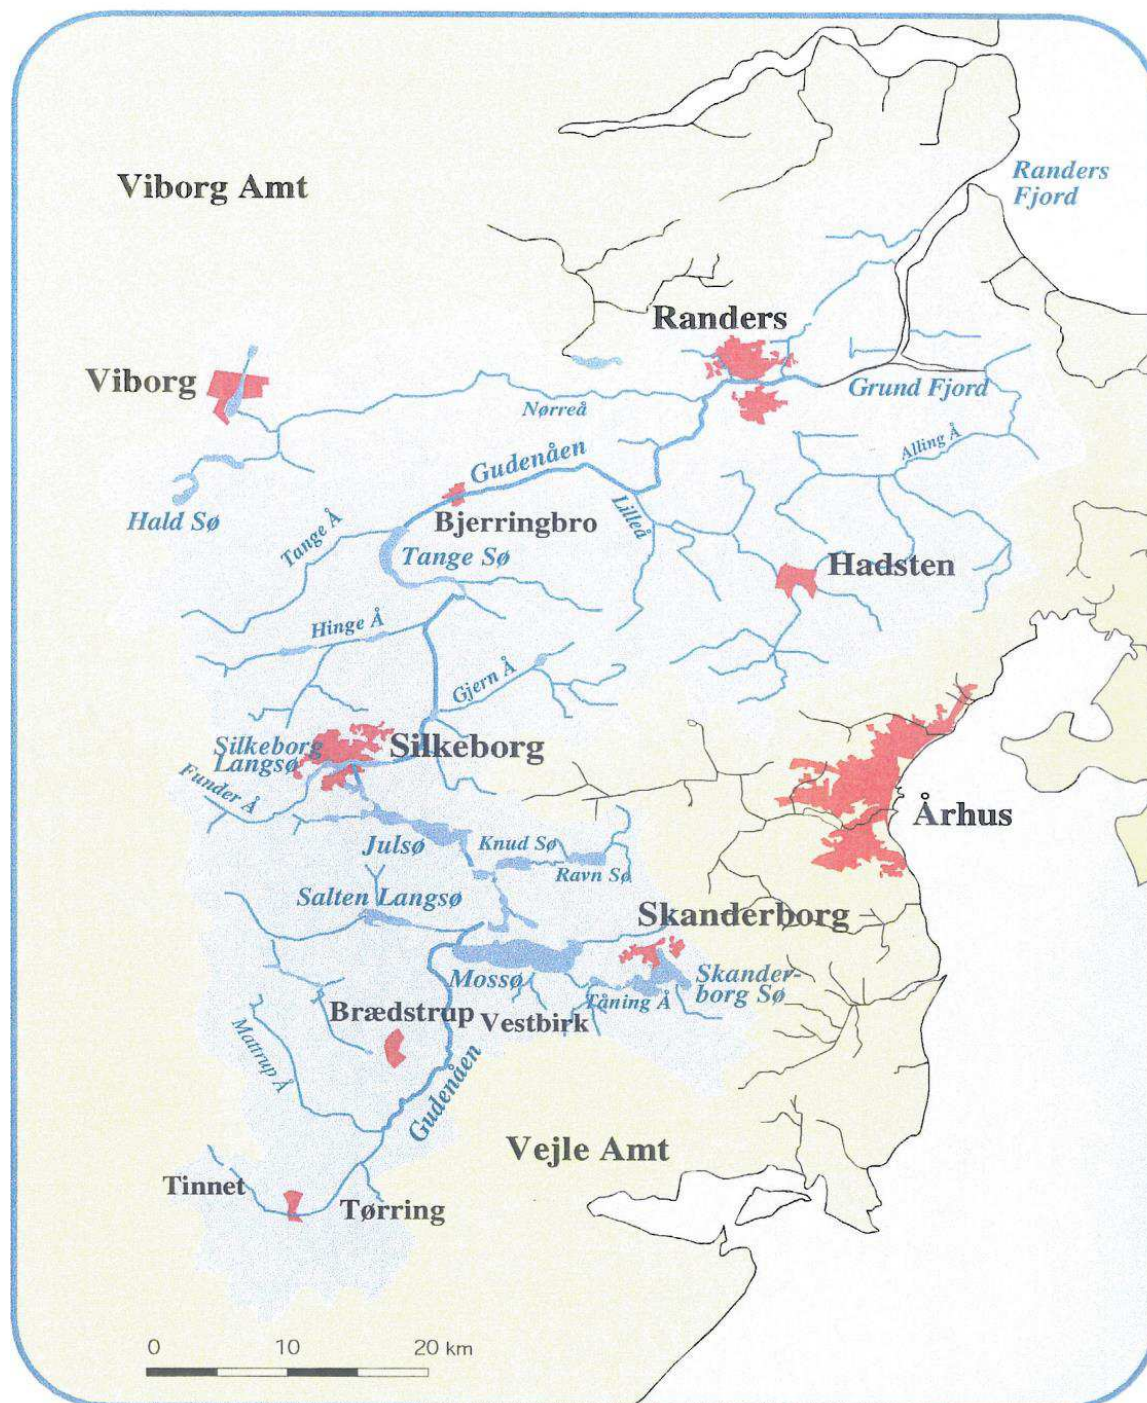 Randers
Fjord
Viborg Amt
Randers
Viborg
Grund Fjord
Nørreå
Alling Å
Gudenåen
Hald Sø
Lilleå
Bjerringbro
Tange Å
Tange Sø
Hadsten
Hinge Å
Gjern Å
Silkeborg
Langsø
Silkeborg
Funder Å
Århus
Julsø
Knud Sø
Ravn Sø
Salten Langsø
Skanderborg
Mossø
Skander-
borg Sø
Tåning Å
Brædstrup
Vestbirk
Mattrup Å
Gudenåen
Vejle Amt
Tinnet
Tørring
0 10 20 km